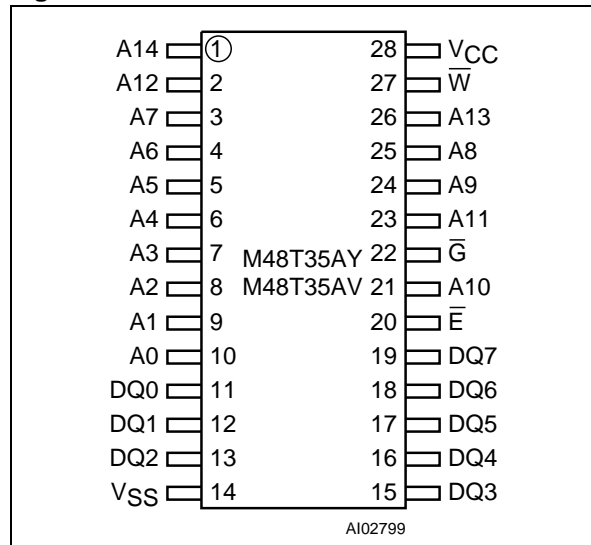 A14 1 28 VCC
A12 2 27 W̅
A7 3 26 A13
A6 4 25 A8
A5 5 24 A9
A4 6 23 A11
A3 7 M48T35AY 22 G̅
A2 8 M48T35AV 21 A10
A1 9 20 E̅
A0 10 19 DQ7
DQ0 11 18 DQ6
DQ1 12 17 DQ5
DQ2 13 16 DQ4
VSS 14 15 DQ3
AI02799